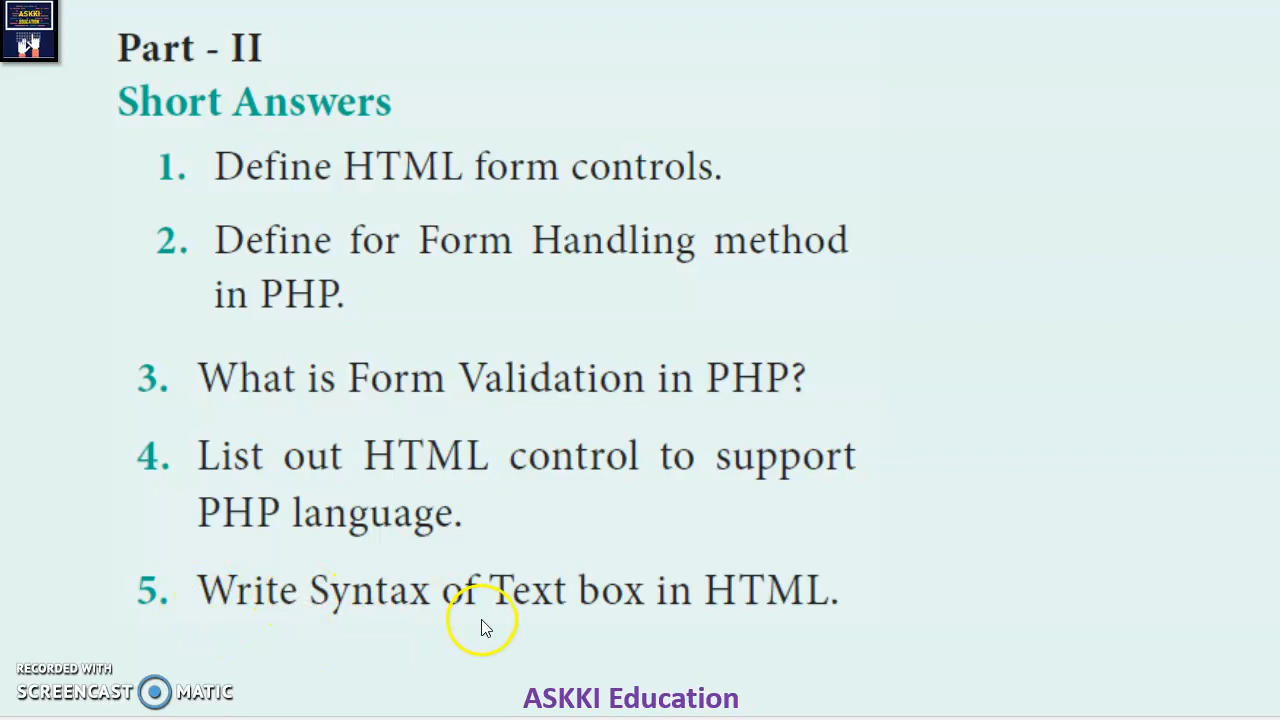 ASKKI
EDUCATION
Part - II
Short Answers
1. Define HTML form controls.
2. Define for Form Handling method
in PHP.
3. What is Form Validation in PHP?
4. List out HTML control to support
PHP language.
5. Write Syntax of Text box in HTML.
RECORDED WITH
SCREENCAST MATIC
ASKKI Education